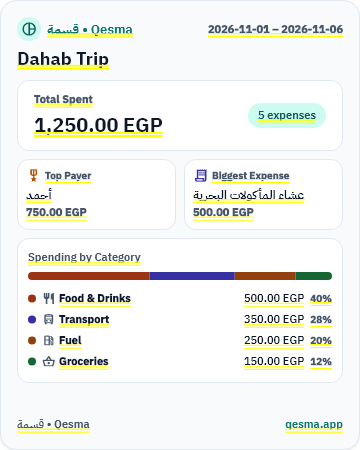 قسمة • Qesma
2026-11-01 – 2026-11-06
Dahab Trip
Total Spent
1,250.00 EGP
5 expenses
Top Payer
أحمد
750.00 EGP
Biggest Expense
عشاء المأكولات البحرية
500.00 EGP
Spending by Category
Food & Drinks 500.00 EGP 40%
Transport 350.00 EGP 28%
Fuel 250.00 EGP 20%
Groceries 150.00 EGP 12%
قسمة • Qesma
qesma.app